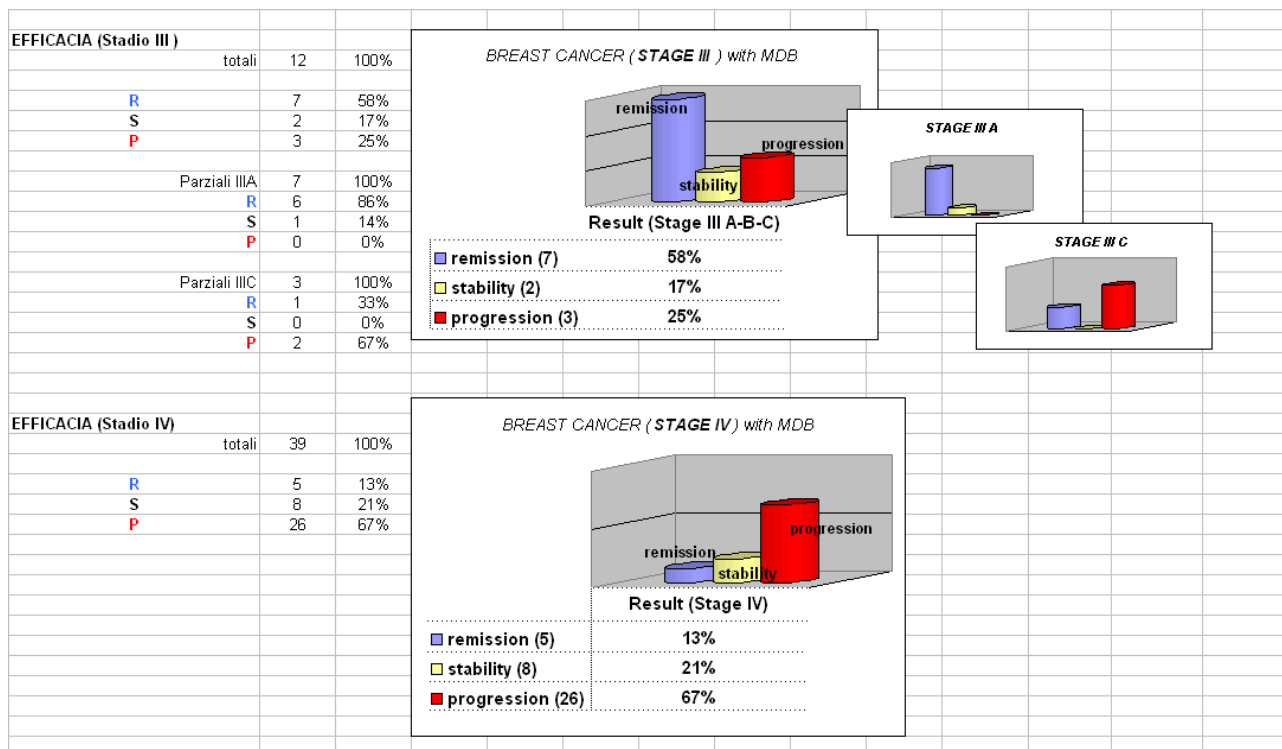 EFFICACIA (Stadio III )
totali 12 100%
R 7 58%
S 2 17%
P 3 25%
Parziali IIIA 7 100%
R 6 86%
S 1 14%
P 0 0%
Parziali IIIC 3 100%
R 1 33%
S 0 0%
P 2 67%
BREAST CANCER ( STAGE III ) with MDB
remission
progression
stability
Result (Stage III A-B-C)
remission (7) 58%
stability (2) 17%
progression (3) 25%
STAGE III A
STAGE III C
EFFICACIA (Stadio IV)
totali 39 100%
R 5 13%
S 8 21%
P 26 67%
BREAST CANCER ( STAGE IV ) with MDB
progression
remission
stability
Result (Stage IV)
remission (5) 13%
stability (8) 21%
progression (26) 67%